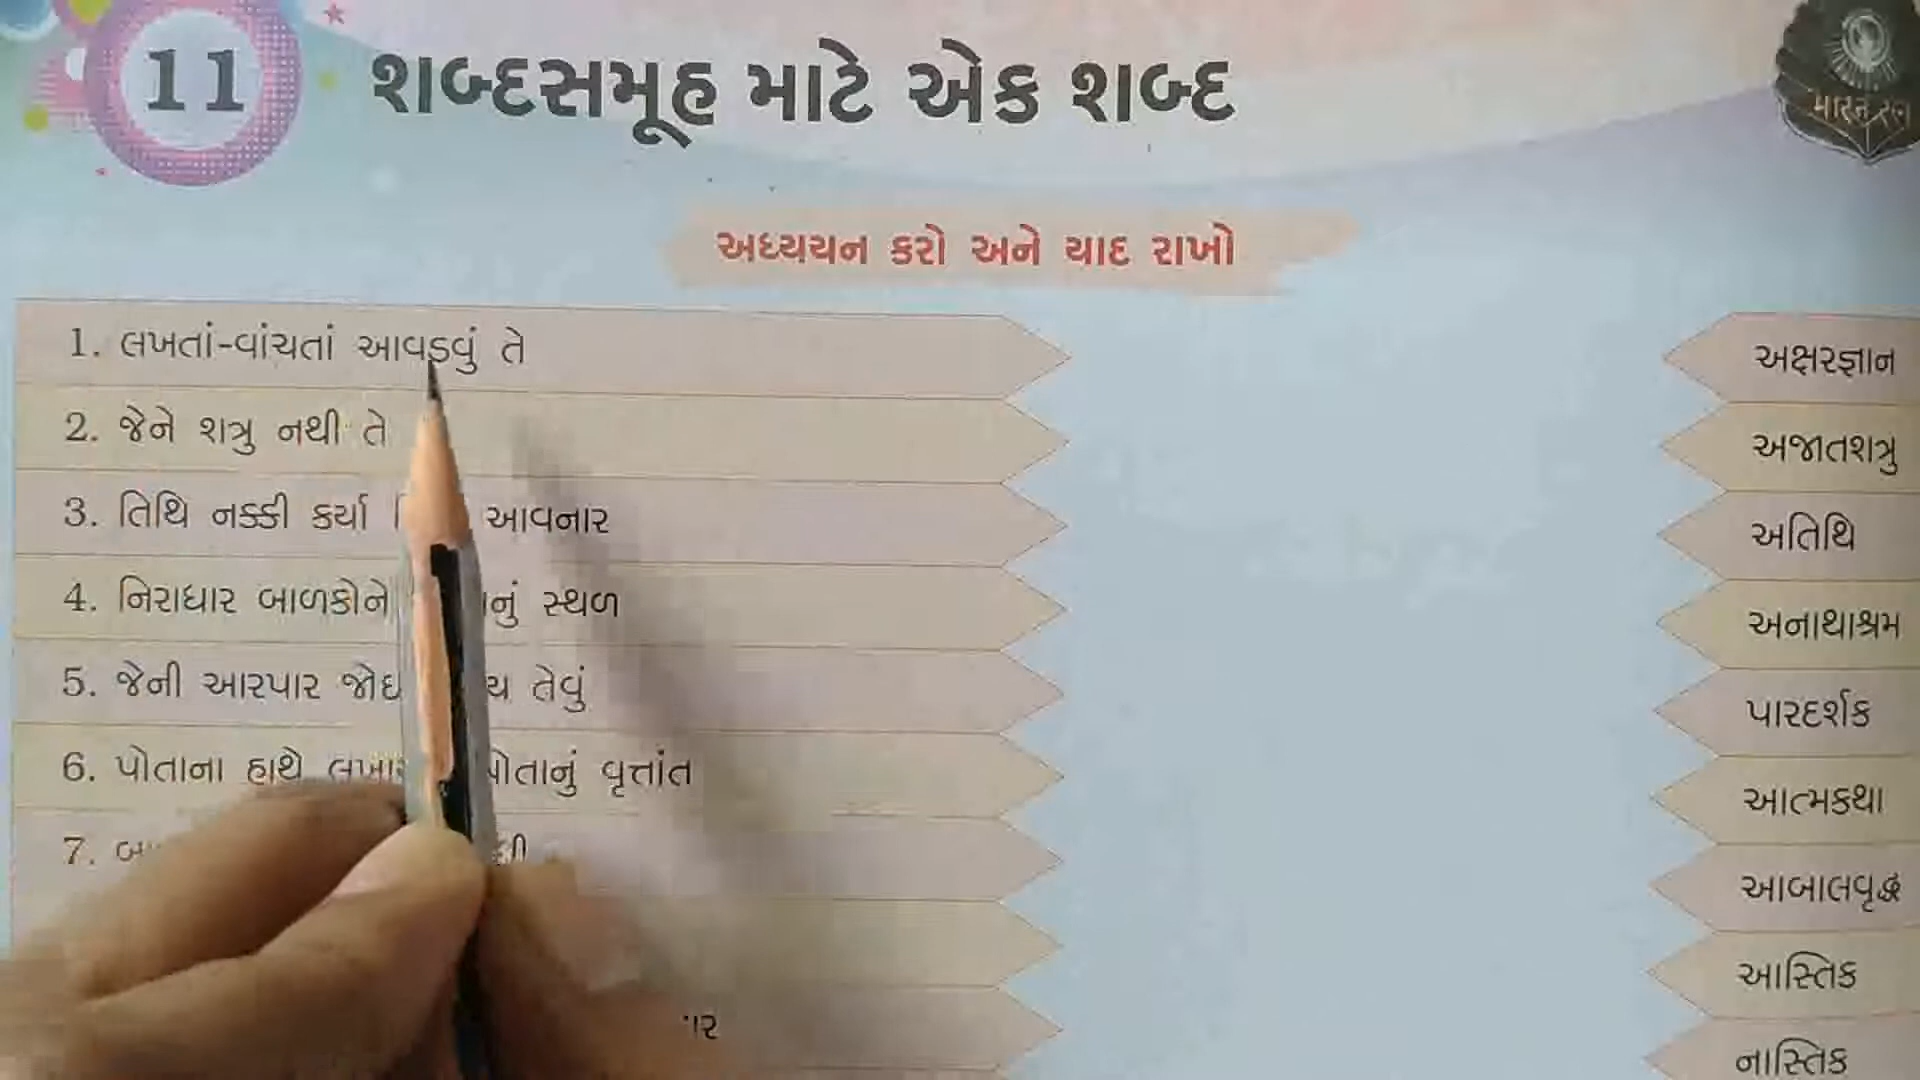 11 શબ્દસમૂહ માટે એક શબ્દ
અધ્યયન કરો અને યાદ રાખો
1. લખતાં-વાંચતાં આવડવું તે અક્ષરજ્ઞાન
2. જેને શત્રુ નથી તે અજાતશત્રુ
3. તિથિ નક્કી કર્યા આવનાર અતિથિ
4. નિરાધાર બાળકોને સ્થળ અનાથાશ્રમ
5. જેની આરપાર તેવું પારદર્શક
6. પોતાના હાથે પોતાનું વૃત્તાંત આત્મકથા
7. આબાલવૃદ્ધ
આસ્તિક
નાસ્તિક